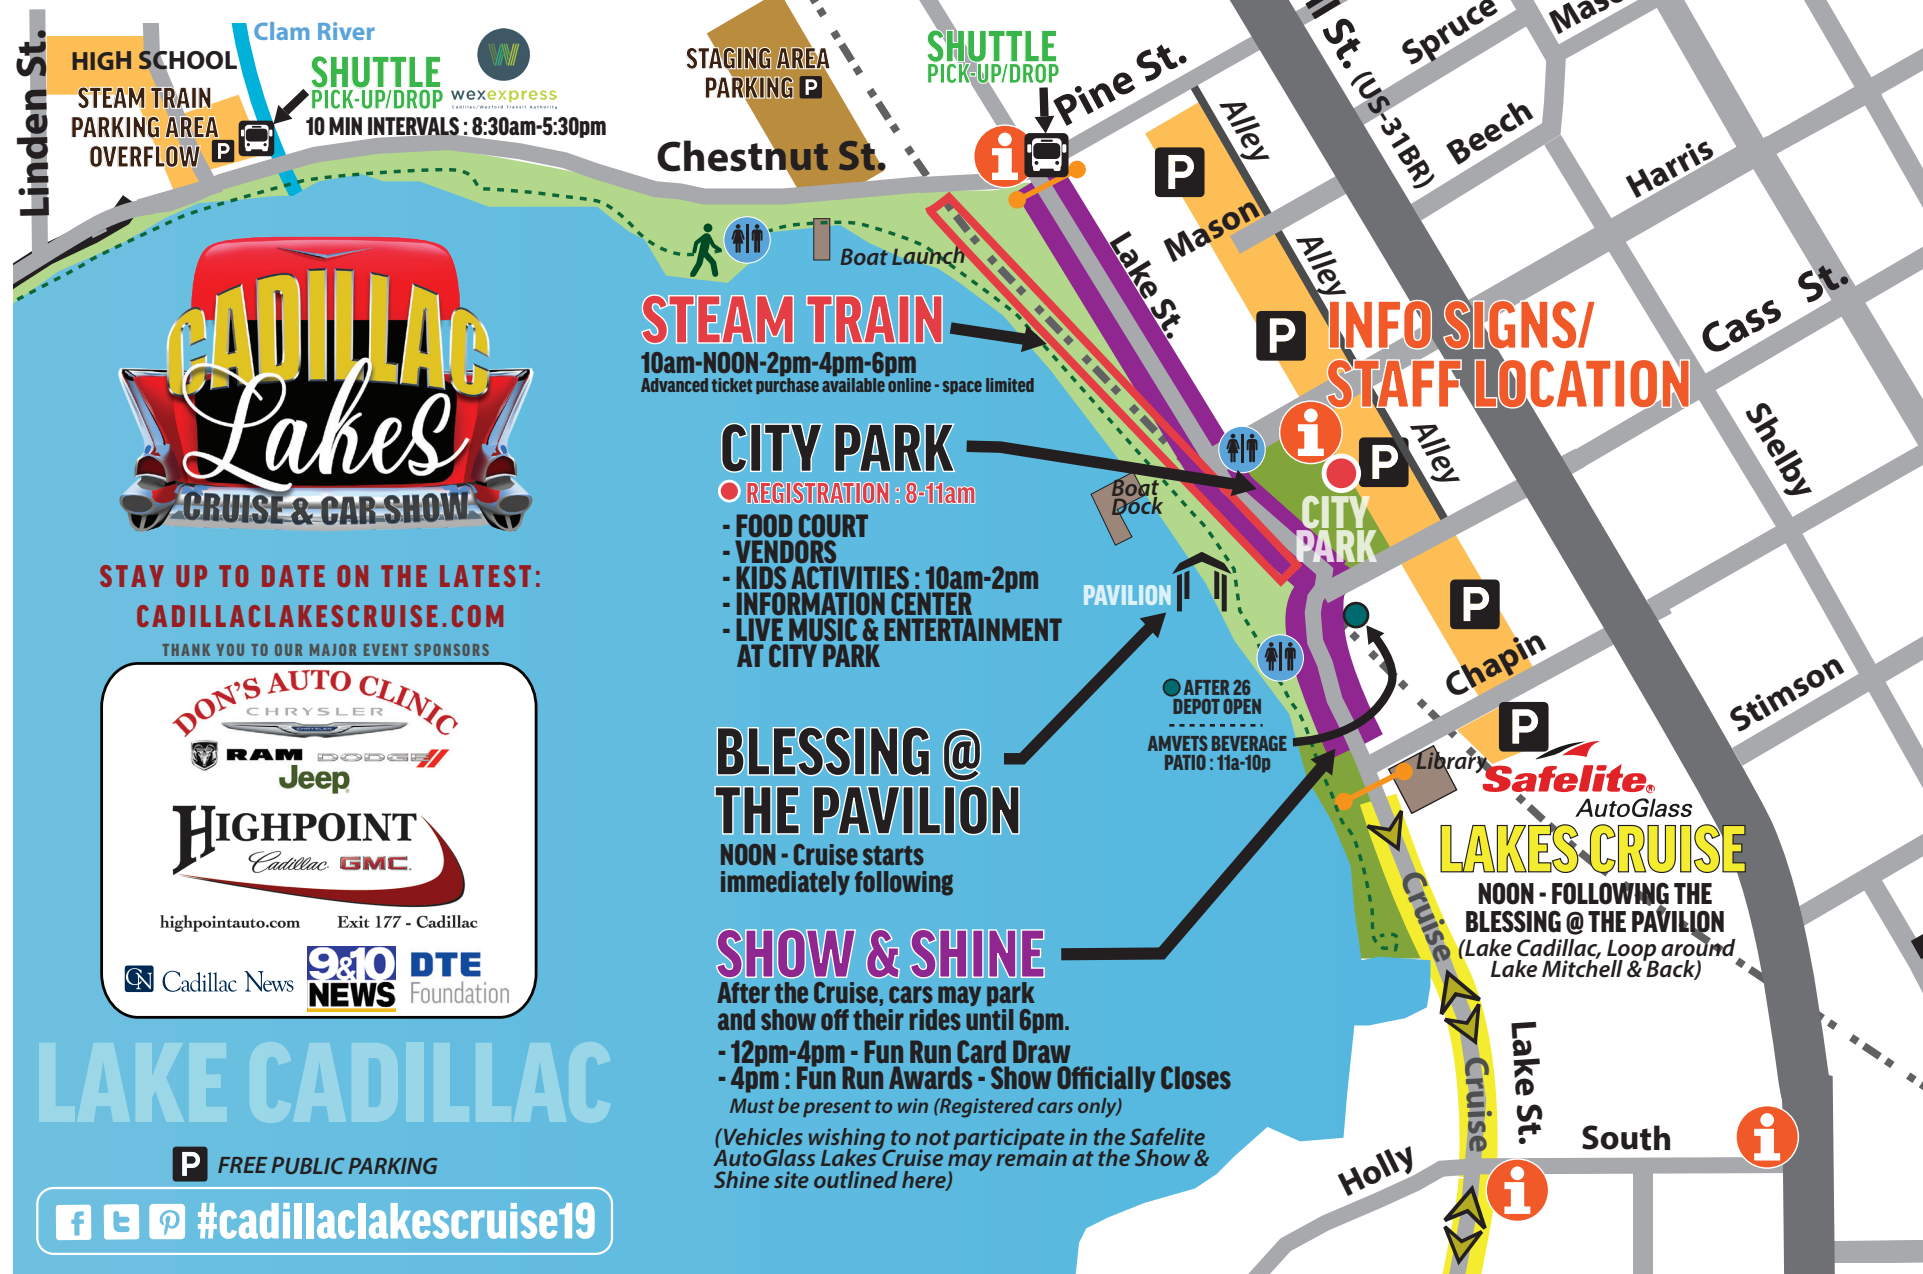 Linden St.
HIGH SCHOOL
STEAM TRAIN
PARKING AREA
OVERFLOW
P
Clam River
SHUTTLE
PICK-UP/DROP
W
wexexpress
Cadillac/Wexford Transit Authority
10 MIN INTERVALS : 8:30am-5:30pm
STAGING AREA
PARKING P
SHUTTLE
PICK-UP/DROP
Chestnut St.
Pine St.
Alley
St. (US-31BR)
Spruce
Beech
Harris
Mason
P
Alley
Lake St.
Cass St.
Shelby
Boat Launch
CADILLAC
Lakes
CRUISE & CAR SHOW
STAY UP TO DATE ON THE LATEST:
CADILLACLAKESCRUISE.COM
THANK YOU TO OUR MAJOR EVENT SPONSORS
DON'S AUTO CLINIC
CHRYSLER
CHRYSLER
RAM DODGE
Jeep
HIGHPOINT
Cadillac GMC
highpointauto.com Exit 177 - Cadillac
CN Cadillac News
9&10
NEWS
DTE
Foundation
LAKE CADILLAC
P FREE PUBLIC PARKING
#cadillaclakescruise19
STEAM TRAIN
10am-NOON-2pm-4pm-6pm
Advanced ticket purchase available online - space limited
CITY PARK
REGISTRATION : 8-11am
- FOOD COURT
- VENDORS
- KIDS ACTIVITIES : 10am-2pm
- INFORMATION CENTER
- LIVE MUSIC & ENTERTAINMENT
AT CITY PARK
BLESSING @
THE PAVILION
NOON - Cruise starts
immediately following
SHOW & SHINE
After the Cruise, cars may park
and show off their rides until 6pm.
- 12pm-4pm - Fun Run Card Draw
- 4pm : Fun Run Awards - Show Officially Closes
Must be present to win (Registered cars only)
(Vehicles wishing to not participate in the Safelite
AutoGlass Lakes Cruise may remain at the Show &
Shine site outlined here)
P
INFO SIGNS/
STAFF LOCATION
P
Alley
CITY
PARK
Boat
Dock
PAVILION
AFTER 26
DEPOT OPEN
AMVETS BEVERAGE
PATIO : 11a-10p
P
Chapin
Stimson
P
Library
Safelite®
AutoGlass
LAKES CRUISE
NOON - FOLLOWING THE
BLESSING @ THE PAVILION
(Lake Cadillac, Loop around
Lake Mitchell & Back)
Cruise
Cruise
Lake St.
Holly
South